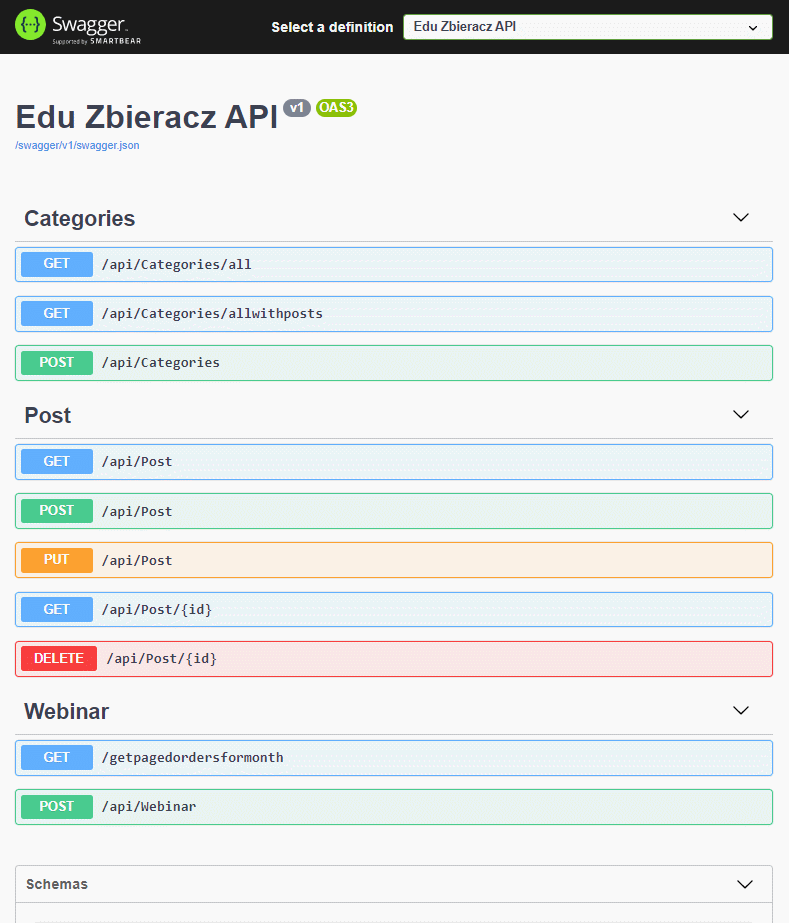 Swagger
Supported by SMARTBEAR
Select a definition
Edu Zbieracz API
Edu Zbieracz API v1 OAS3
/swagger/v1/swagger.json
Categories
GET /api/Categories/all
GET /api/Categories/allwithposts
POST /api/Categories
Post
GET /api/Post
POST /api/Post
PUT /api/Post
GET /api/Post/{id}
DELETE /api/Post/{id}
Webinar
GET /getpagedordersformonth
POST /api/Webinar
Schemas